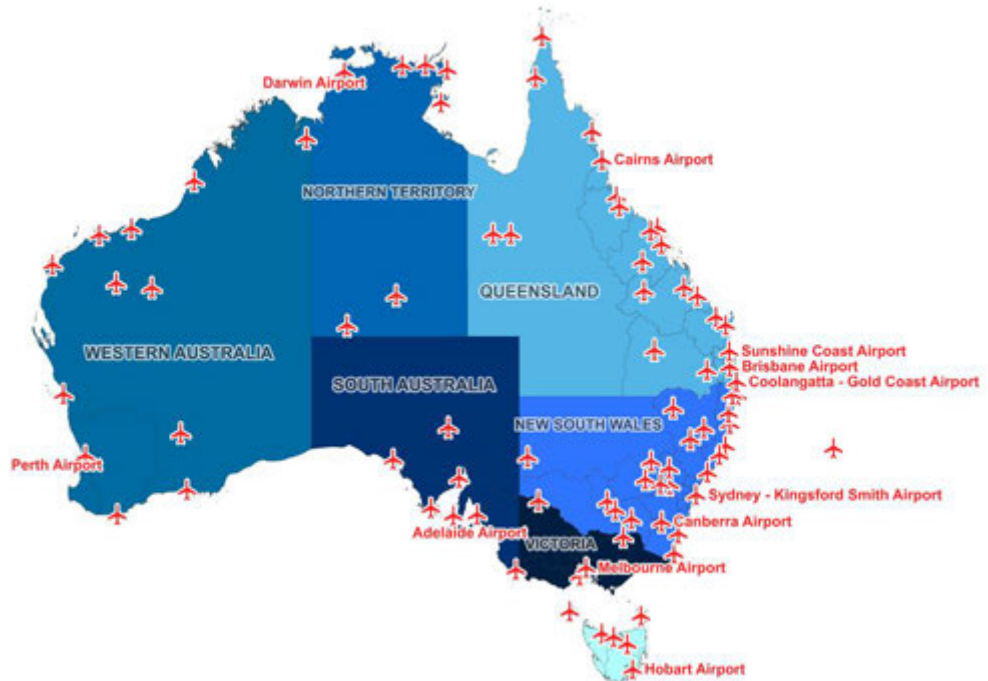 Darwin Airport
Cairns Airport
NORTHERN TERRITORY
QUEENSLAND
WESTERN AUSTRALIA
Sunshine Coast Airport
Brisbane Airport
SOUTH AUSTRALIA
Coolangatta - Gold Coast Airport
NEW SOUTH WALES
Perth Airport
Sydney - Kingsford Smith Airport
Canberra Airport
Adelaide Airport
VICTORIA
Melbourne Airport
Hobart Airport